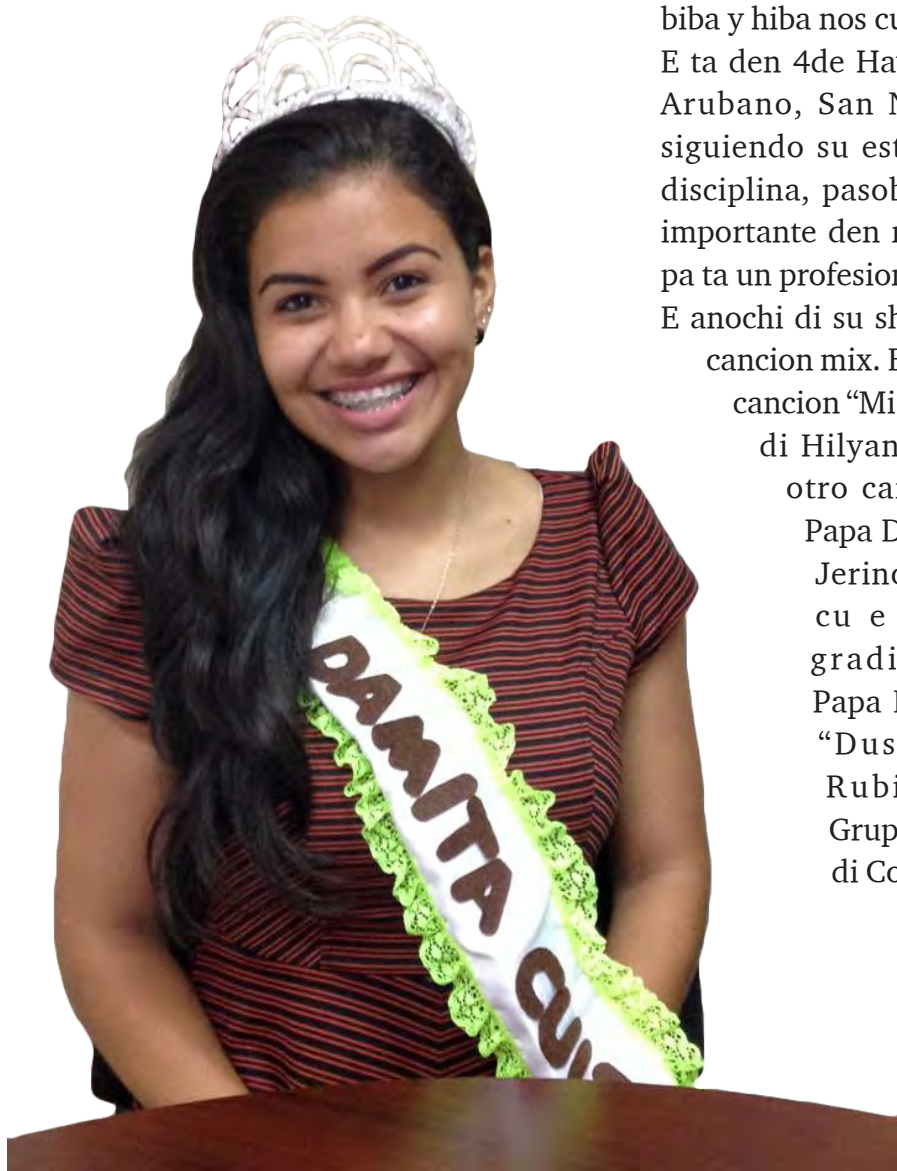 biba y hiba nos cu
E ta den 4de Ha
Arubano, San N
siguiendo su est
disciplina, pasob
importante den
pa ta un profesion
E anochi di su sh
cancion mix. E
cancion “Mi
di Hilyan
otro can
Papa D
Jerino
cu e
gradi
Papa
“Dus
Rubi
Grup
di Co
DAMITA CU